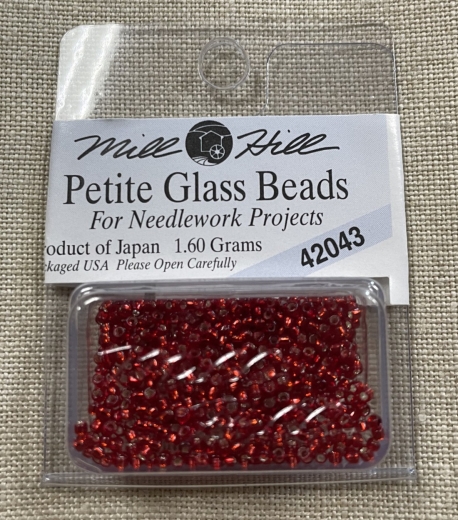 Mill Hill
Petite Glass Beads
For Needlework Projects
oduct of Japan 1.60 Grams
ckaged USA Please Open Carefully
42043